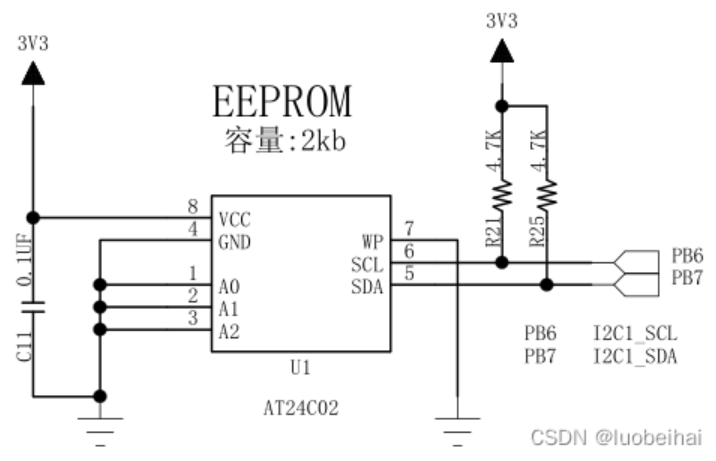 3V3
3V3
EEPROM
容量:2kb
4.7K
4.7K
R21
R25
0.1UF
C11
8
VCC
4
GND
1
A0
2
A1
3
A2
WP
7
SCL
6
SDA
5
PB6
PB7
U1
AT24C02
PB6 I2C1_SCL
PB7 I2C1_SDA
CSDN @luobeihai